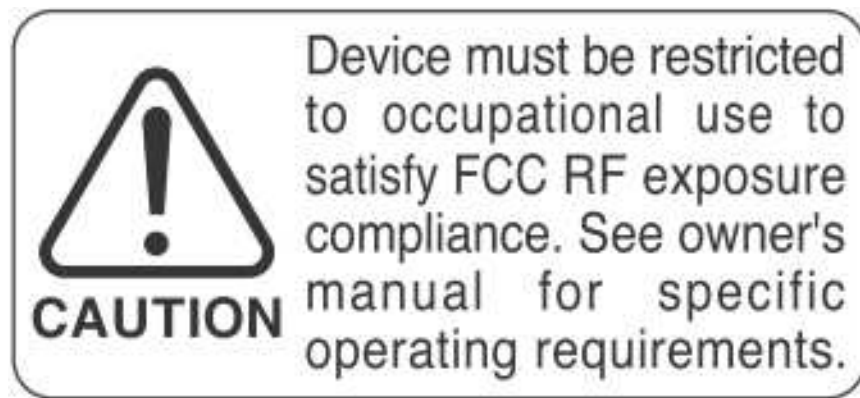 CAUTION
Device must be restricted
to occupational use to
satisfy FCC RF exposure
compliance. See owner's
manual for specific
operating requirements.